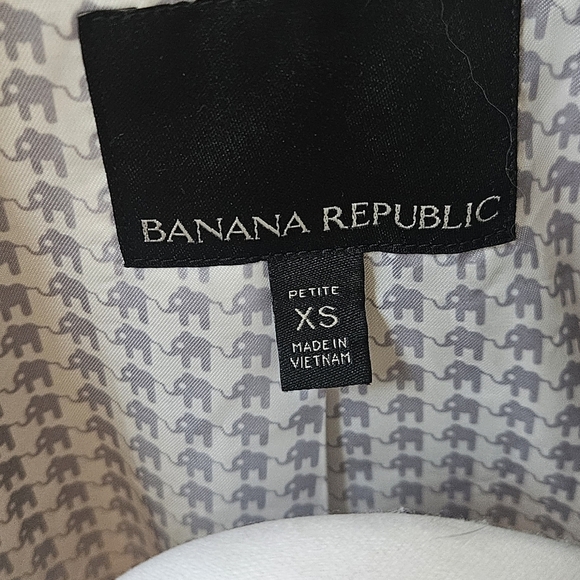 BANANA REPUBLIC
PETITE
XS
MADE IN
VIETNAM